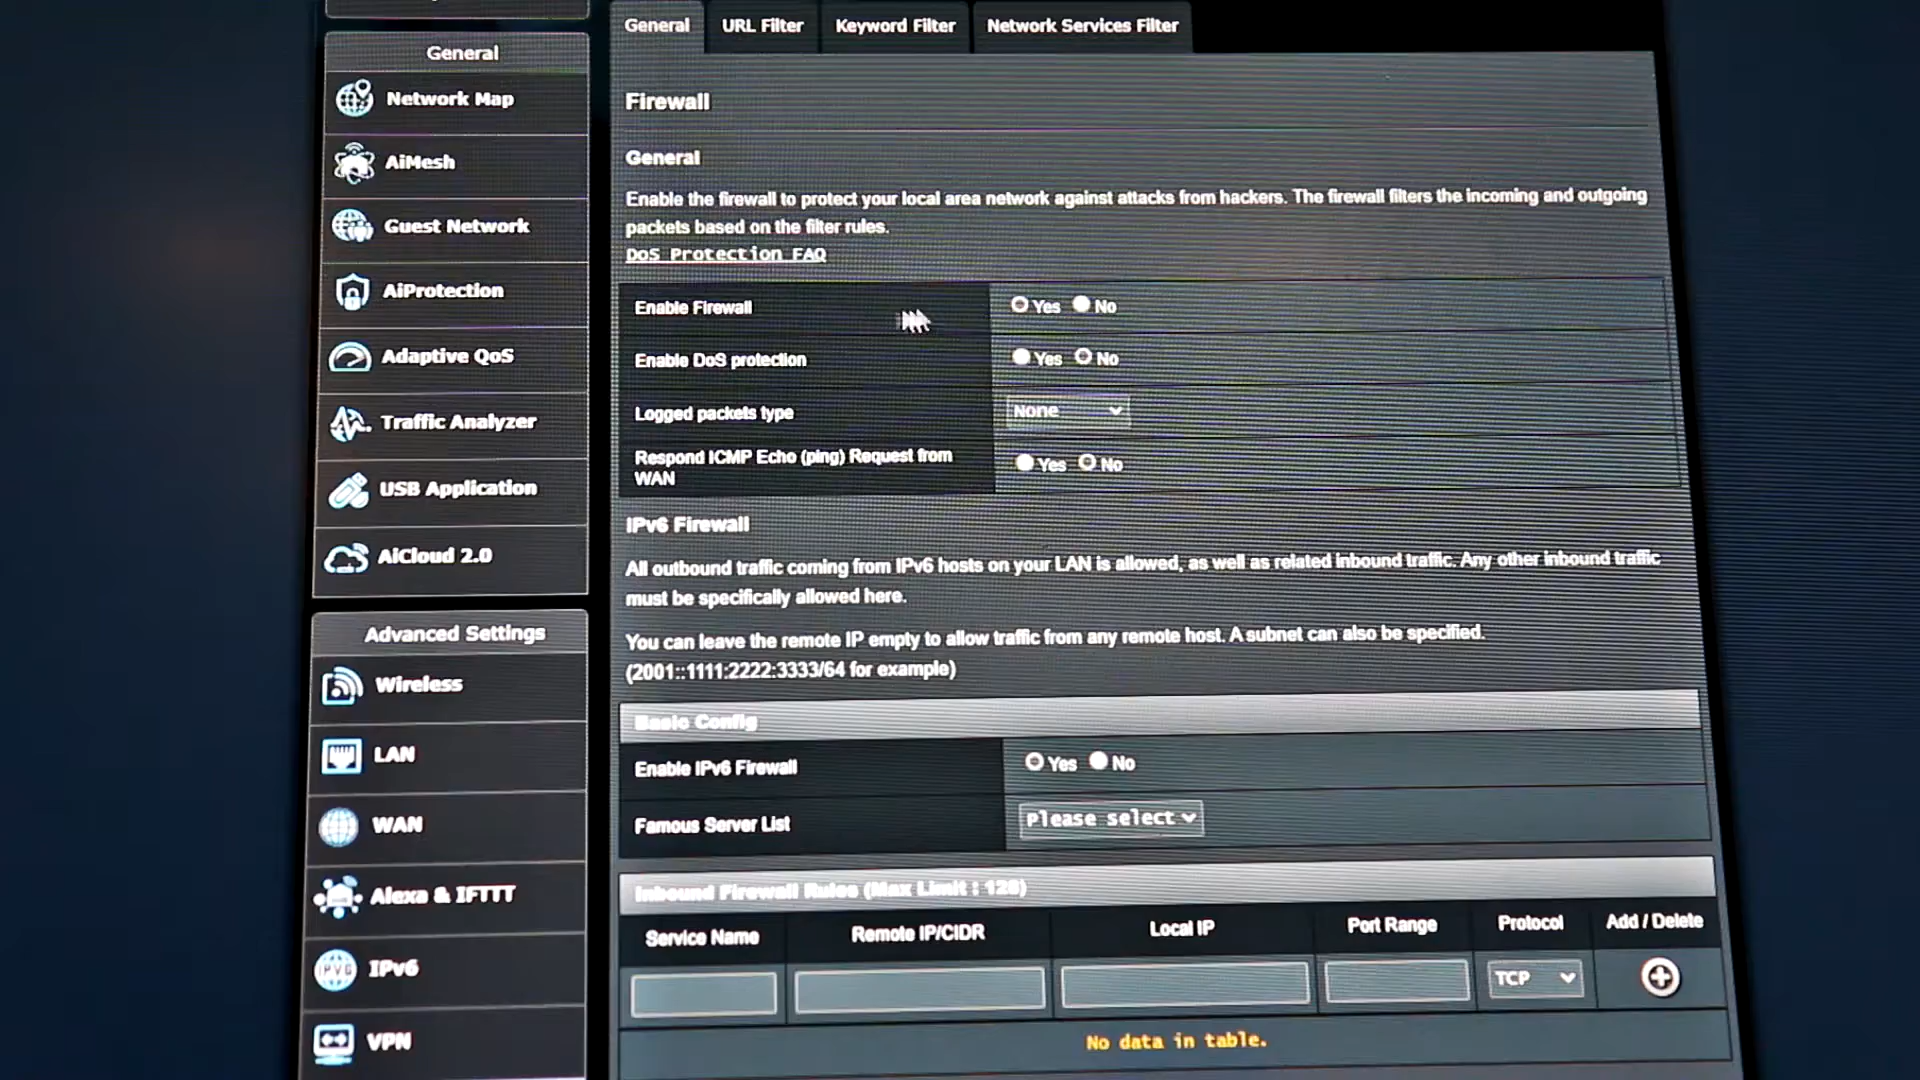 General
URL Filter
Keyword Filter
Network Services Filter
General
Network Map
AiMesh
Guest Network
AiProtection
Adaptive QoS
Traffic Analyzer
USB Application
AiCloud 2.0
Advanced Settings
Wireless
LAN
WAN
Alexa & IFTTT
IPv6
VPN
Firewall
General
Enable the firewall to protect your local area network against attacks from hackers. The firewall filters the incoming and outgoing
packets based on the filter rules.
DoS Protection FAQ
Enable Firewall
Yes No
Enable DoS protection
Yes No
Logged packets type
None
Respond ICMP Echo (ping) Request from
WAN
Yes No
IPv6 Firewall
All outbound traffic coming from IPv6 hosts on your LAN is allowed, as well as related inbound traffic. Any other inbound traffic
must be specifically allowed here.
You can leave the remote IP empty to allow traffic from any remote host. A subnet can also be specified.
(2001::1111:2222:3333/64 for example)
Basic Config
Enable IPv6 Firewall
Yes No
Famous Server List
Please select
Inbound Firewall Rules (Max Limit : 128)
Service Name
Remote IP/CIDR
Local IP
Port Range
Protocol
Add / Delete
TCP
No data in table.